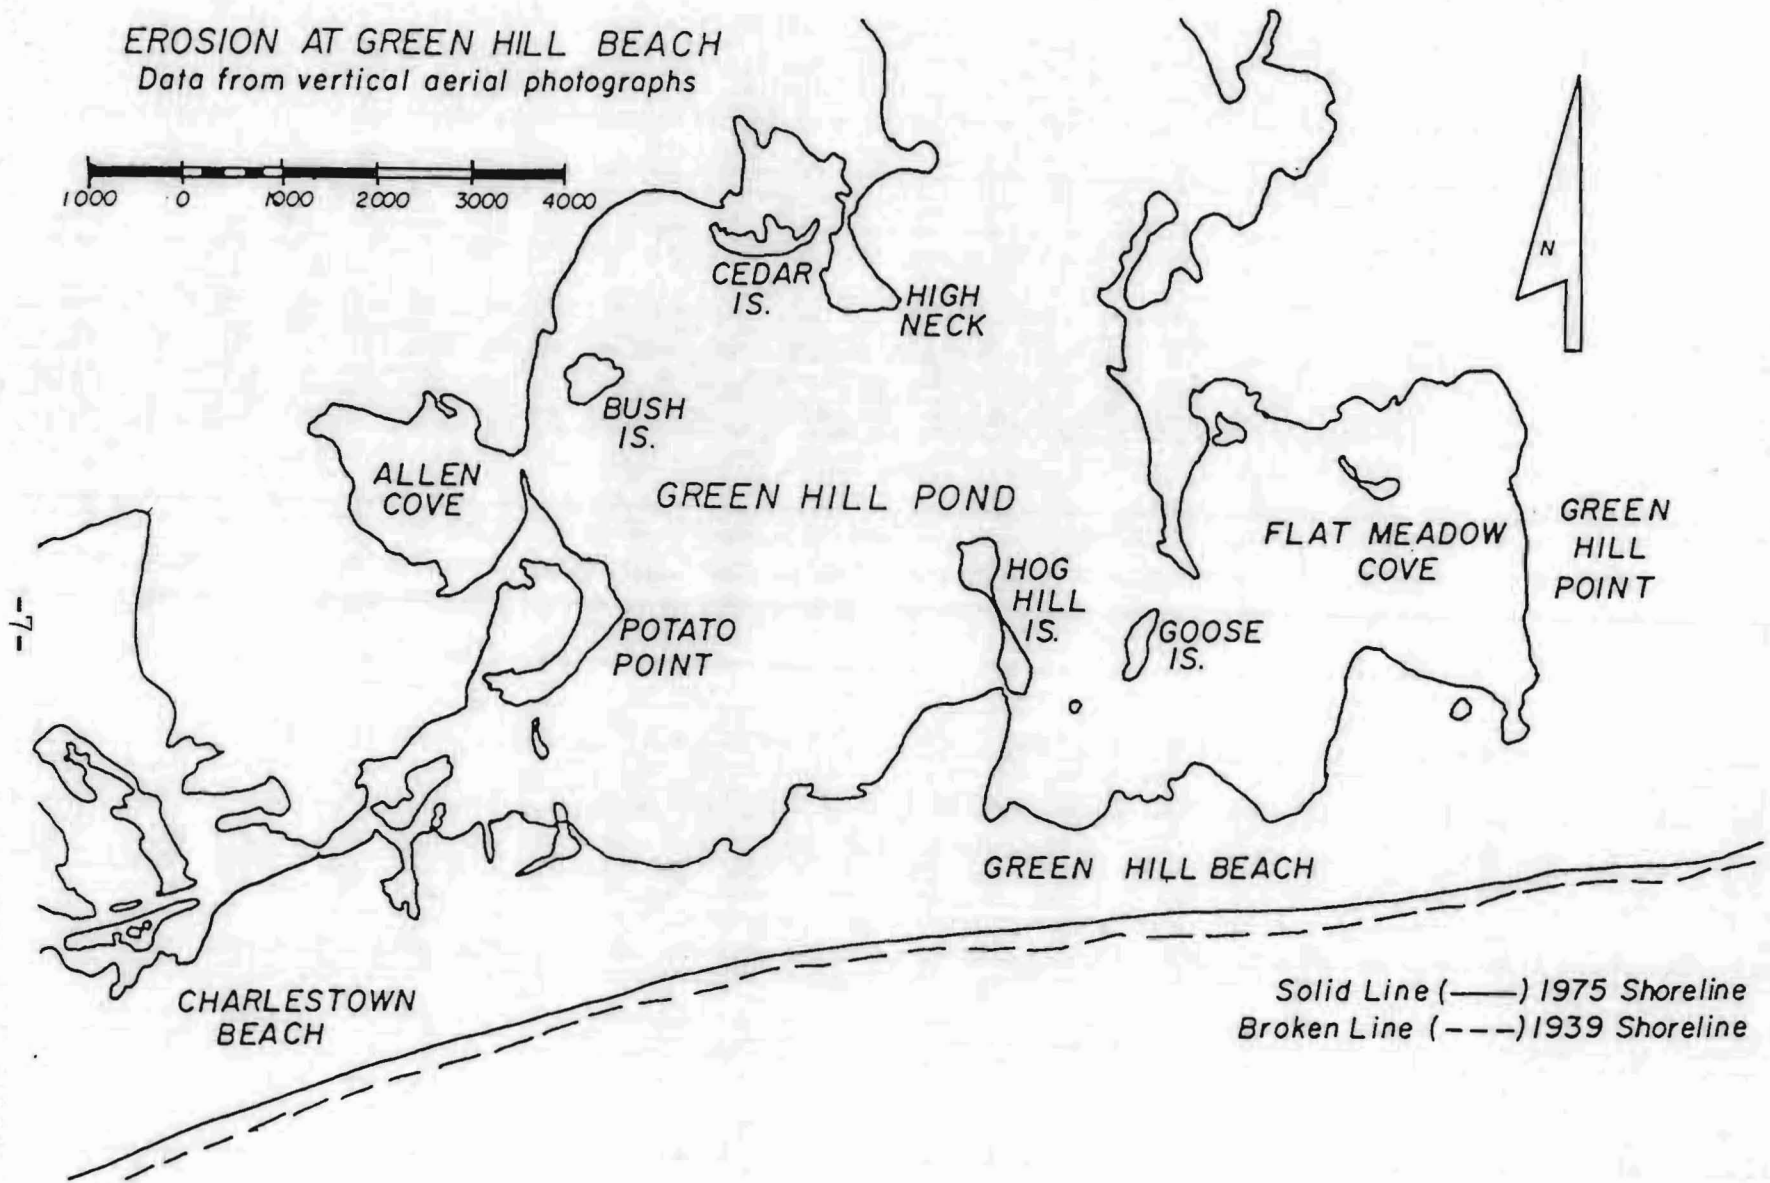 EROSION AT GREEN HILL BEACH
Data from vertical aerial photographs
1000 0 1000 2000 3000 4000
CEDAR
IS.
HIGH
NECK
N
BUSH
IS.
ALLEN
COVE
GREEN HILL POND
FLAT MEADOW
COVE
GREEN
HILL
POINT
HOG
HILL
IS.
GOOSE
IS.
POTATO
POINT
-7-
GREEN HILL BEACH
CHARLESTOWN
BEACH
Solid Line (——) 1975 Shoreline
Broken Line (---) 1939 Shoreline